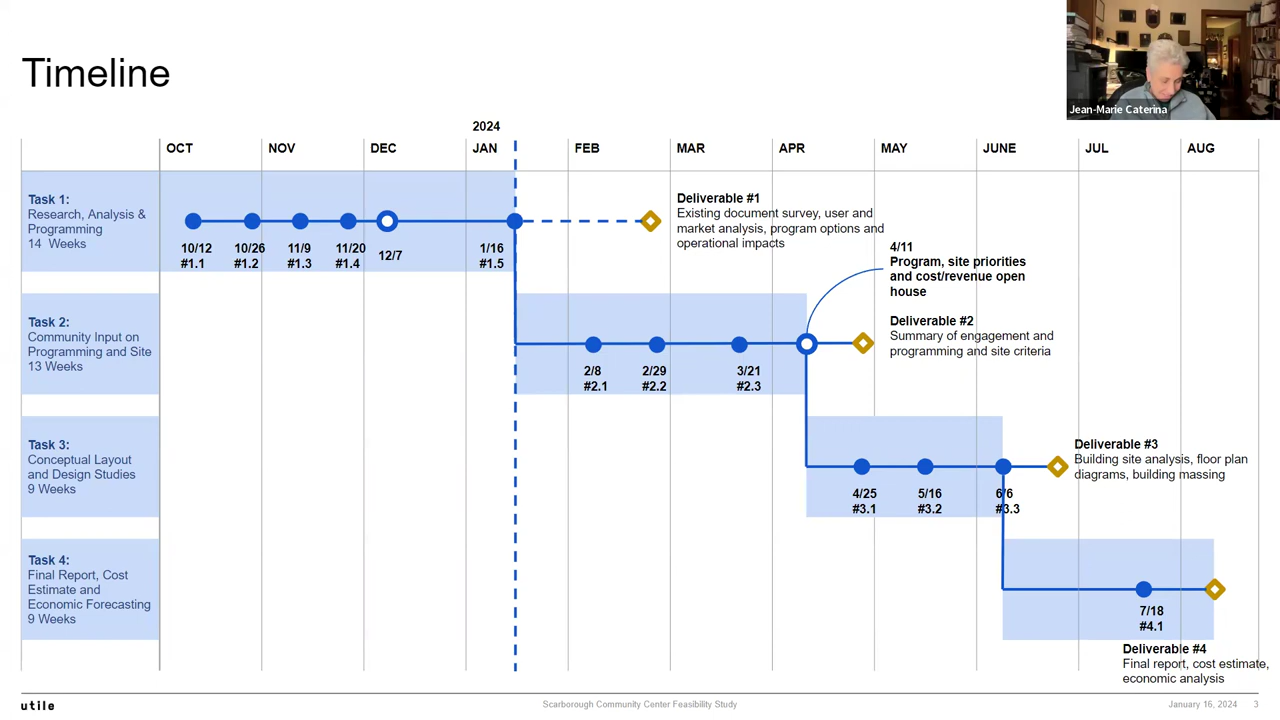 Timeline
Jean-Marie Caterina
2024
OCT NOV DEC JAN FEB MAR APR MAY JUNE JUL AUG
Task 1:
Research, Analysis &
Programming
14 Weeks
10/12
#1.1
10/26
#1.2
11/9
#1.3
11/20
#1.4
12/7
1/16
#1.5
Deliverable #1
Existing document survey, user and
market analysis, program options and
operational impacts
4/11
Program, site priorities
and cost/revenue open
house
Task 2:
Community Input on
Programming and Site
13 Weeks
2/8
#2.1
2/29
#2.2
3/21
#2.3
Deliverable #2
Summary of engagement and
programming and site criteria
Task 3:
Conceptual Layout
and Design Studies
9 Weeks
4/25
#3.1
5/16
#3.2
6/6
#3.3
Deliverable #3
Building site analysis, floor plan
diagrams, building massing
Task 4:
Final Report, Cost
Estimate and
Economic Forecasting
9 Weeks
7/18
#4.1
Deliverable #4
Final report, cost estimate,
economic analysis
utile
Scarborough Community Center Feasibility Study
January 16, 2024 3